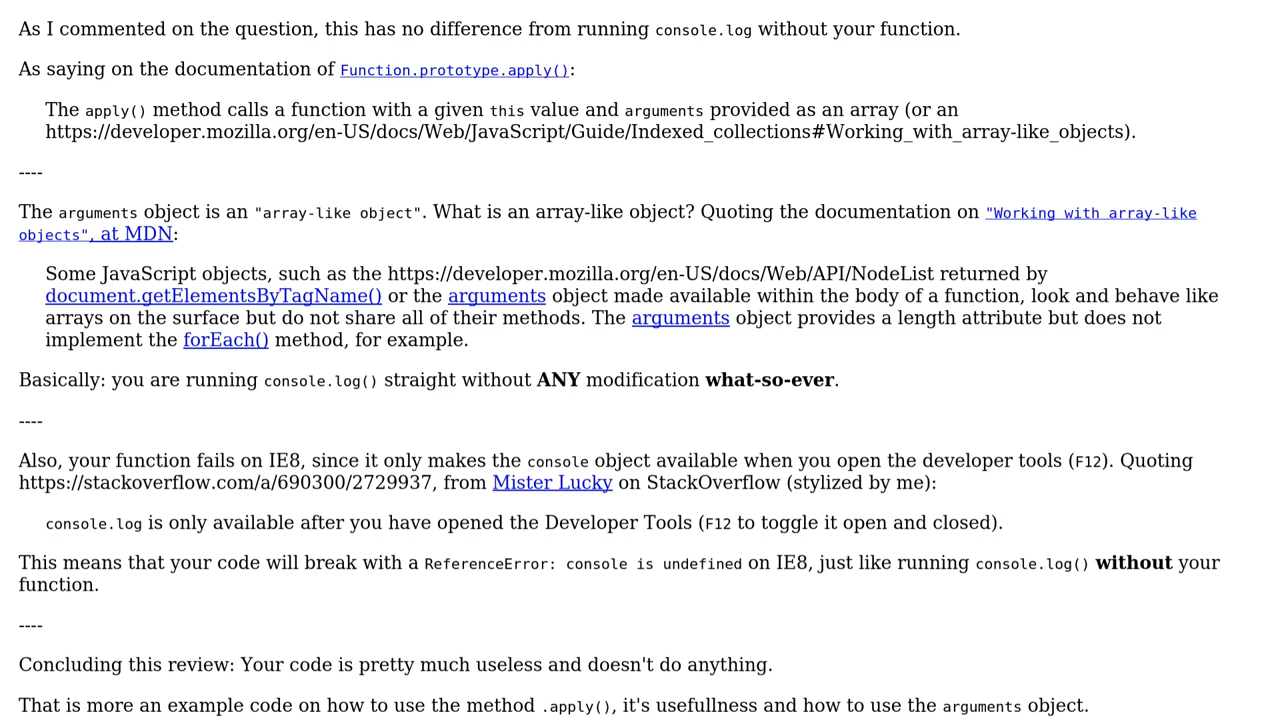 As I commented on the question, this has no difference from running console.log without your function.
As saying on the documentation of Function.prototype.apply():
The apply() method calls a function with a given this value and arguments provided as an array (or an
https://developer.mozilla.org/en-US/docs/Web/JavaScript/Guide/Indexed_collections#Working_with_array-like_objects).
----
The arguments object is an "array-like object". What is an array-like object? Quoting the documentation on "Working with array-like
objects", at MDN:
Some JavaScript objects, such as the https://developer.mozilla.org/en-US/docs/Web/API/NodeList returned by
document.getElementsByTagName() or the arguments object made available within the body of a function, look and behave like
arrays on the surface but do not share all of their methods. The arguments object provides a length attribute but does not
implement the forEach() method, for example.
Basically: you are running console.log() straight without ANY modification what-so-ever.
----
Also, your function fails on IE8, since it only makes the console object available when you open the developer tools (F12). Quoting
https://stackoverflow.com/a/690300/2729937, from Mister Lucky on StackOverflow (stylized by me):
console.log is only available after you have opened the Developer Tools (F12 to toggle it open and closed).
This means that your code will break with a ReferenceError: console is undefined on IE8, just like running console.log() without your
function.
----
Concluding this review: Your code is pretty much useless and doesn't do anything.
That is more an example code on how to use the method .apply(), it's usefullness and how to use the arguments object.